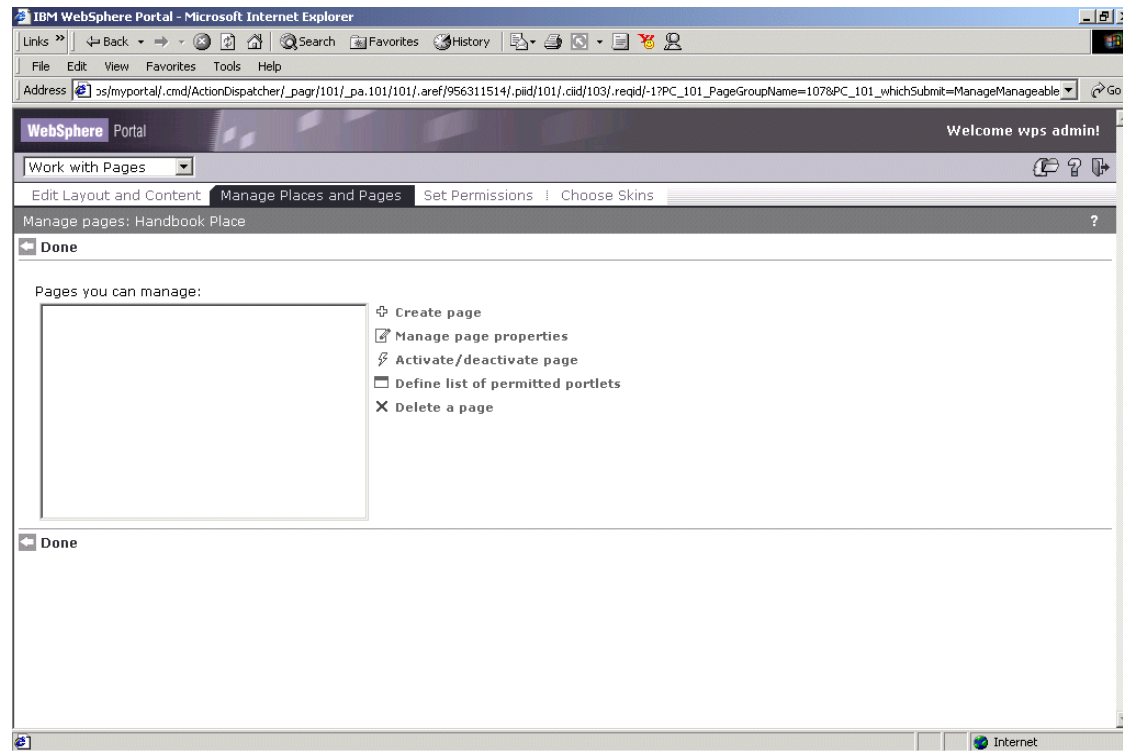 IBM WebSphere Portal - Microsoft Internet Explorer
Links » Back Search Favorites History
File Edit View Favorites Tools Help
Address os/myportal/.cmd/ActionDispatcher/_pagr/101/_pa.101/101/.aref/956311514/.piid/101/.ciid/103/.reqid/-1?PC_101_PageGroupName=107&PC_101_whichSubmit=ManageManageable Go
WebSphere Portal Welcome wps admin!
Work with Pages ?
Edit Layout and Content Manage Places and Pages Set Permissions Choose Skins
Manage pages: Handbook Place ?
Done
Pages you can manage:
Create page
Manage page properties
Activate/deactivate page
Define list of permitted portlets
Delete a page
Done
Internet